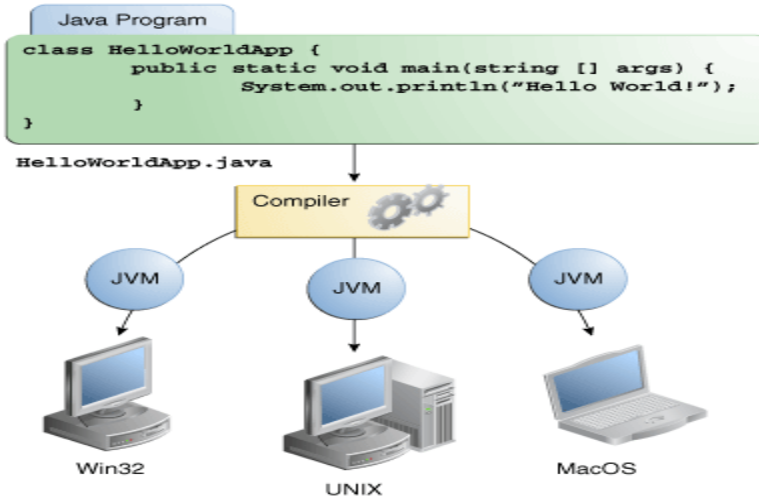 Java Program
class HelloWorldApp {
public static void main(string [] args) {
System.out.println("Hello World!");
}
}
HelloWorldApp.java
Compiler
JVM
JVM
JVM
Win32
UNIX
MacOS